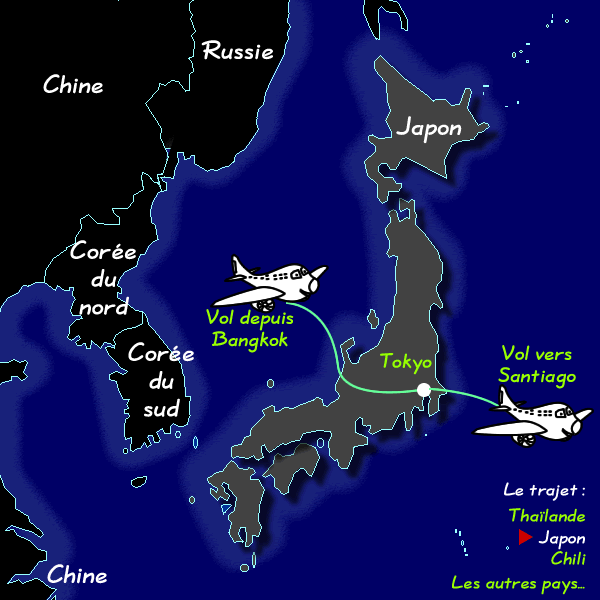 Russie
Chine
Japon
Corée
du
nord
Vol depuis
Bangkok
Corée
du
sud
Tokyo
Vol vers
Santiago
Le trajet :
Thaïlande
Japon
Chili
Les autres pays...
Chine